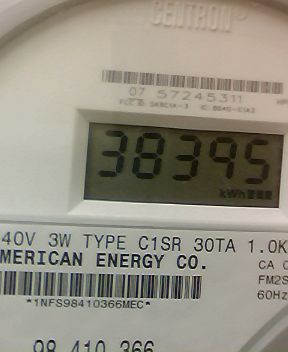 CENTRON®
07 57245311
38395
kWh
40V 3W TYPE C1SR 30TA 1.0K
MERICAN ENERGY CO.
CA 0
FM2S
60Hz
*1NFS98410366MEC*
98 410 366